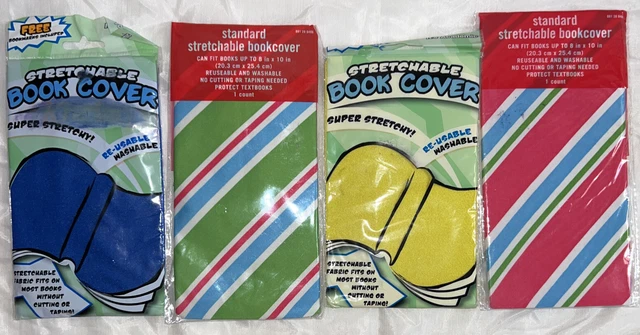 FREE
BOOKMARKS INCLUDED
STRETCHABLE
BOOK COVER
SUPER STRETCHY!
RE-USABLE
WASHABLE
STRETCHABLE
FABRIC FITS ON
MOST BOOKS
WITHOUT
CUTTING OR
TAPING!
standard
stretchable bookcover
CAN FIT BOOKS UP TO 8 in x 10 in
(20.3 cm x 25.4 cm)
REUSEABLE AND WASHABLE
NO CUTTING OR TAPING NEEDED
PROTECT TEXTBOOKS
1 count
STRETCHABLE
BOOK COVER
SUPER STRETCHY!
RE-USABLE
WASHABLE
STRETCHABLE
FABRIC FITS ON
MOST BOOKS
WITHOUT
CUTTING OR
TAPING!
standard
stretchable bookcover
CAN FIT BOOKS UP TO 8 in x 10 in
(20.3 cm x 25.4 cm)
REUSEABLE AND WASHABLE
NO CUTTING OR TAPING NEEDED
PROTECT TEXTBOOKS
1 count